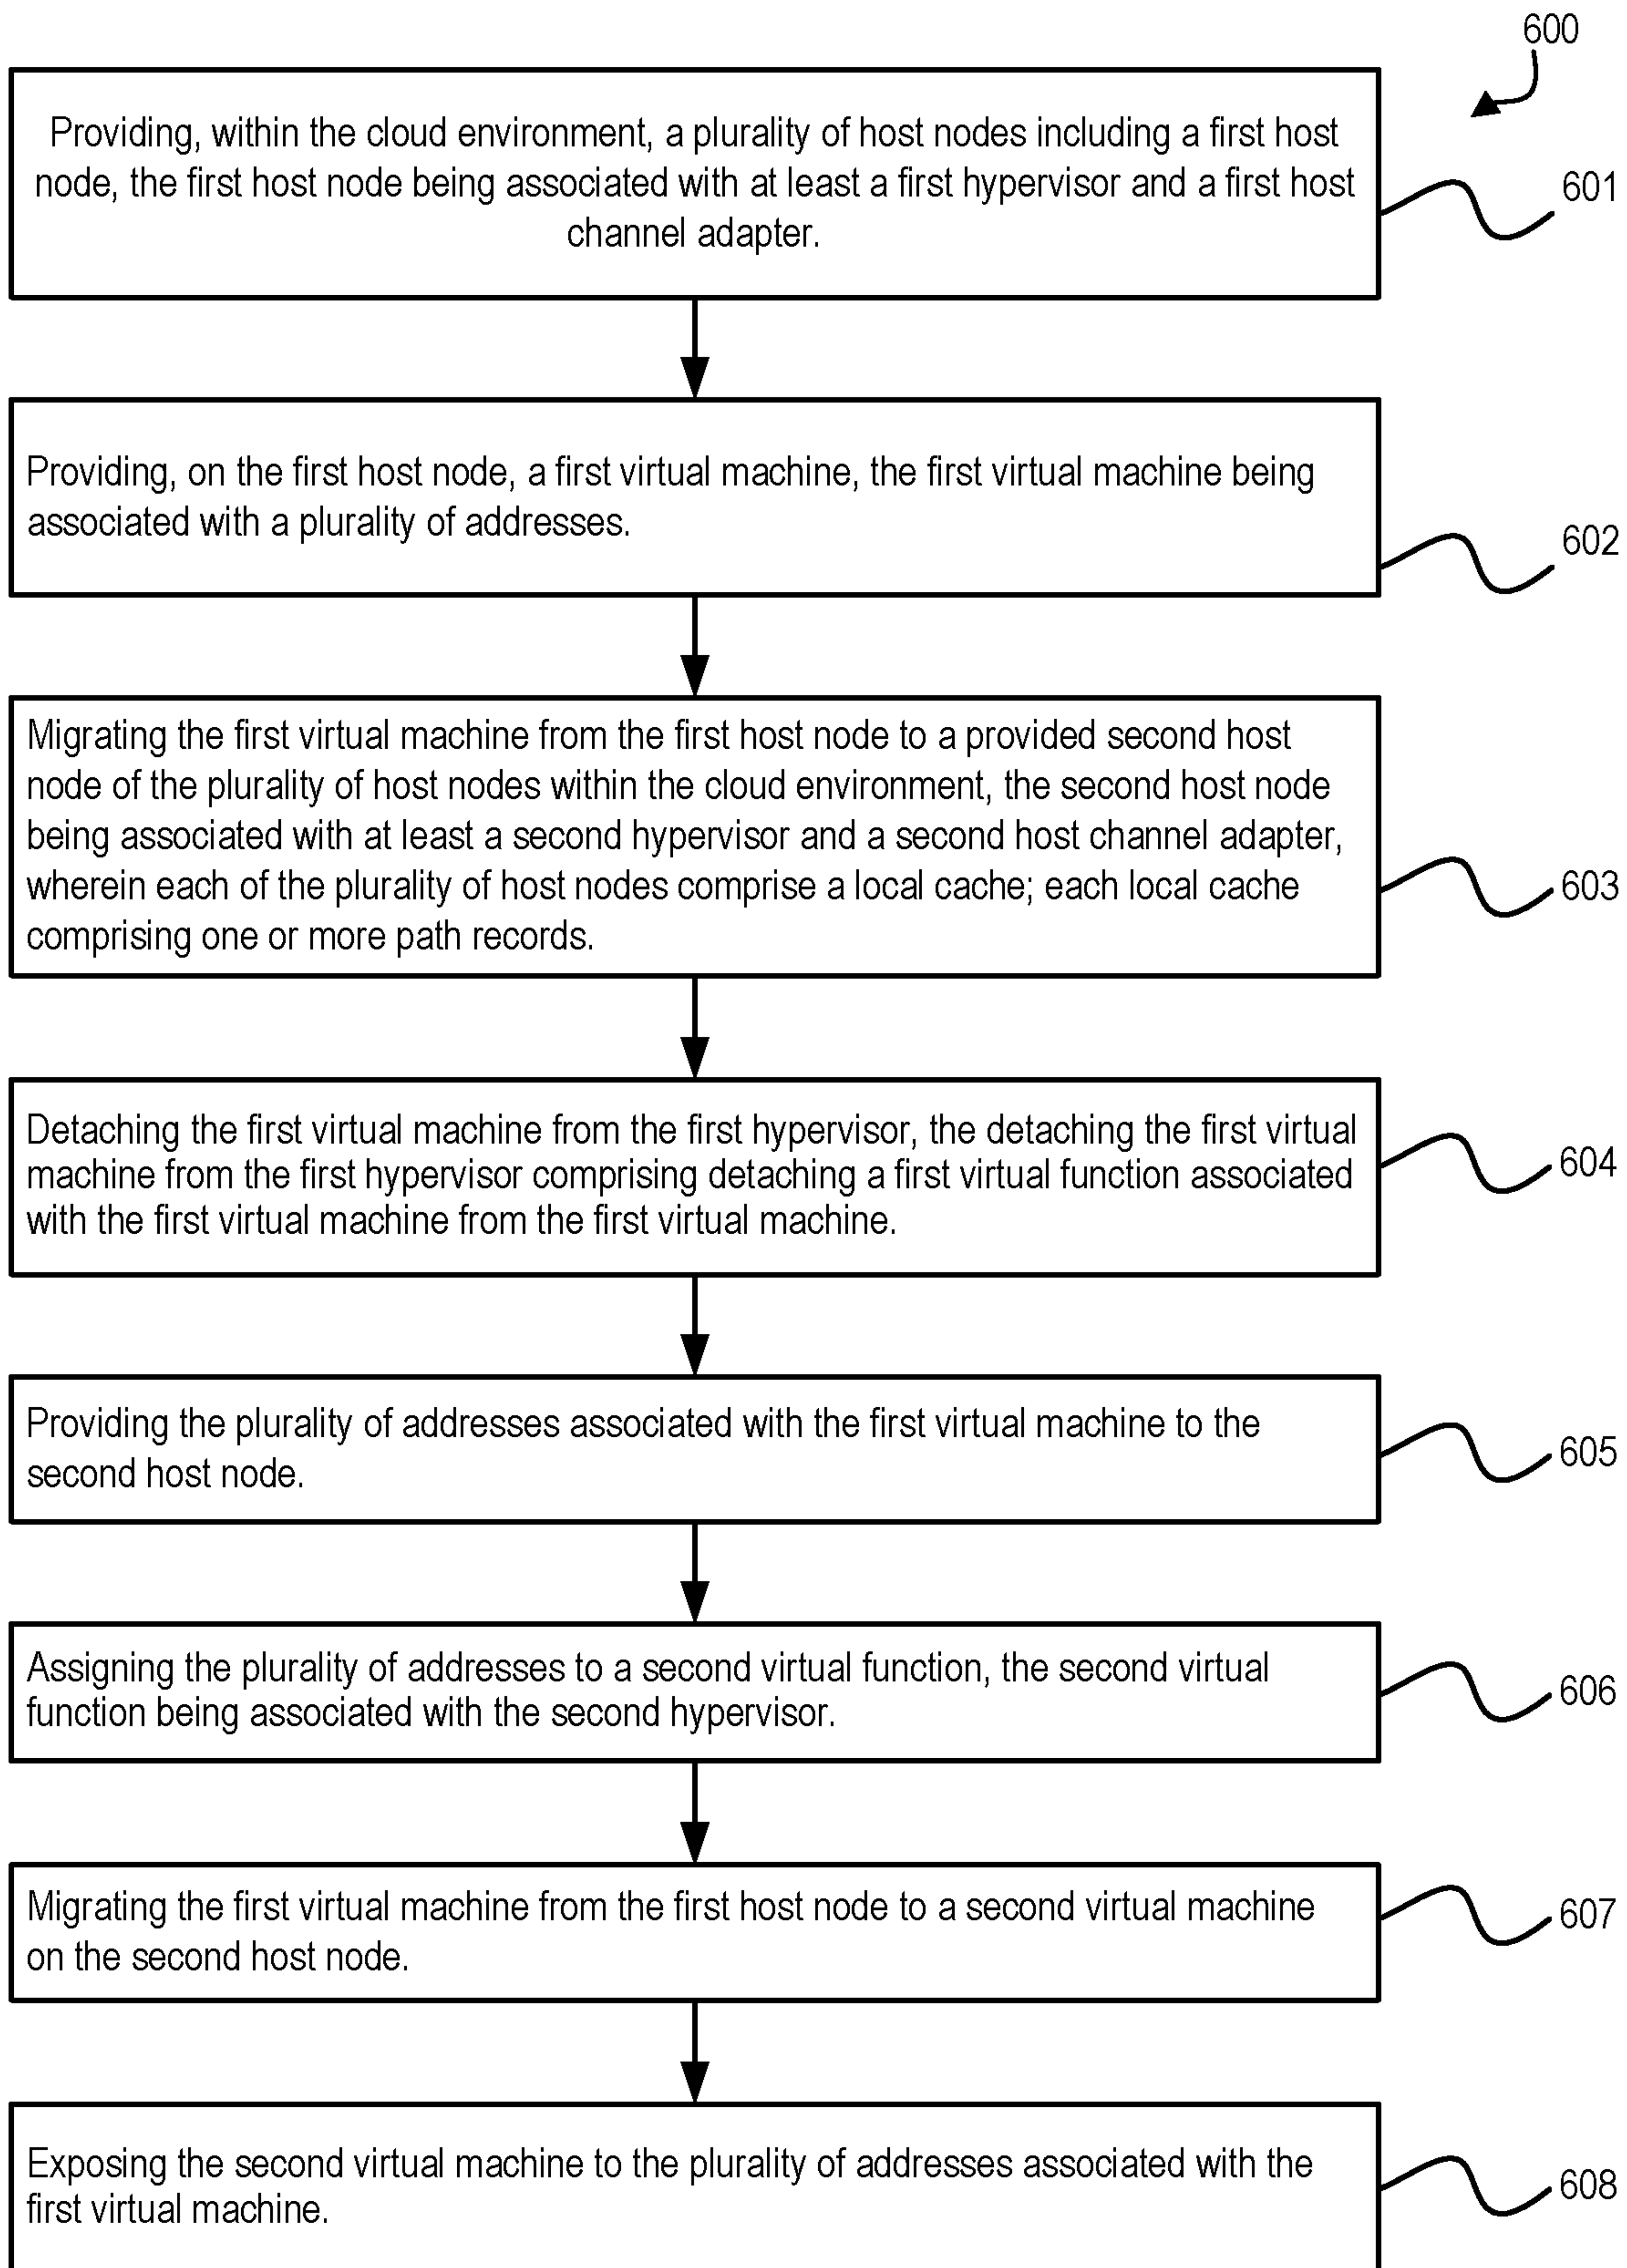 600
Providing, within the cloud environment, a plurality of host nodes including a first host
node, the first host node being associated with at least a first hypervisor and a first host
channel adapter.
601
Providing, on the first host node, a first virtual machine, the first virtual machine being
associated with a plurality of addresses.
602
Migrating the first virtual machine from the first host node to a provided second host
node of the plurality of host nodes within the cloud environment, the second host node
being associated with at least a second hypervisor and a second host channel adapter,
wherein each of the plurality of host nodes comprise a local cache; each local cache
comprising one or more path records.
603
Detaching the first virtual machine from the first hypervisor, the detaching the first virtual
machine from the first hypervisor comprising detaching a first virtual function associated
with the first virtual machine from the first virtual machine.
604
Providing the plurality of addresses associated with the first virtual machine to the
second host node.
605
Assigning the plurality of addresses to a second virtual function, the second virtual
function being associated with the second hypervisor.
606
Migrating the first virtual machine from the first host node to a second virtual machine
on the second host node.
607
Exposing the second virtual machine to the plurality of addresses associated with the
first virtual machine.
608